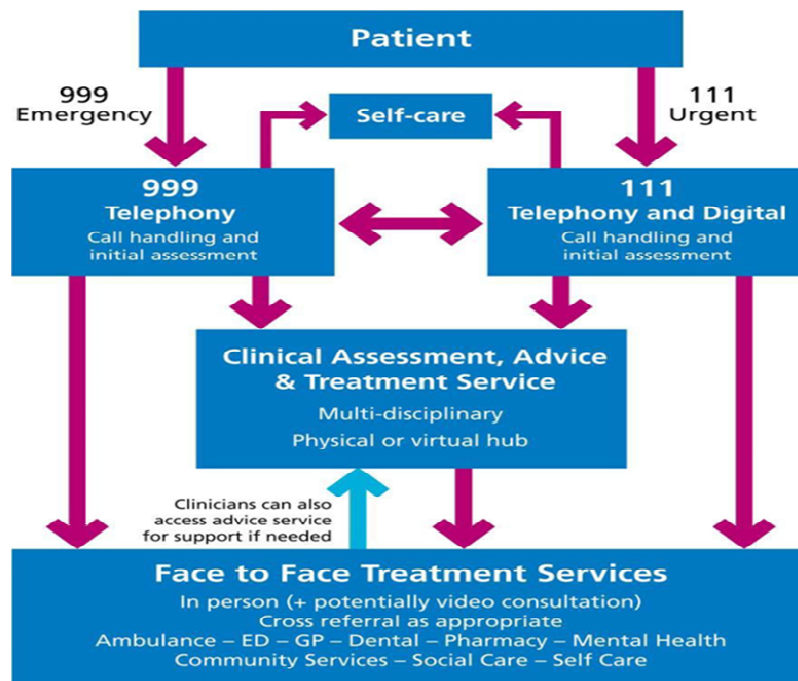 Patient
999
Emergency
111
Urgent
Self-care
999
Telephony
Call handling and
initial assessment
111
Telephony and Digital
Call handling and
initial assessment
Clinical Assessment, Advice
& Treatment Service
Multi-disciplinary
Physical or virtual hub
Clinicians can also
access advice service
for support if needed
Face to Face Treatment Services
In person (+ potentially video consultation)
Cross referral as appropriate
Ambulance – ED – GP – Dental – Pharmacy – Mental Health
Community Services – Social Care – Self Care